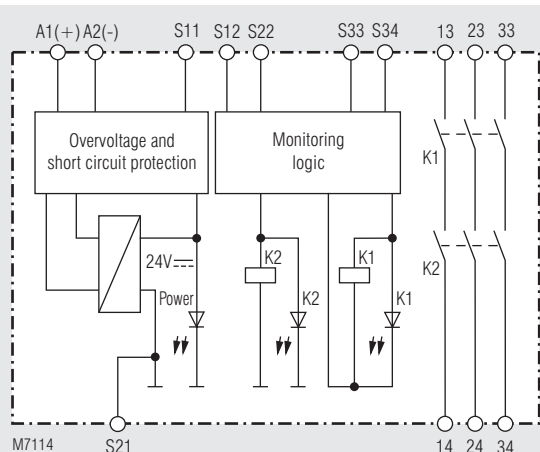 A1(+) A2(-) S11 S12 S22 S33 S34 13 23 33
Overvoltage and
short circuit protection
Monitoring
logic
K1
24V
K2
K1
K2
Power
K2
K1
M7114
S21
14 24 34